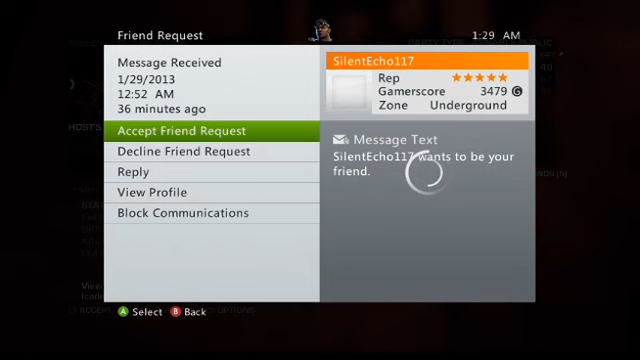 Friend Request
1:29 AM
Message Received
1/29/2013
12:52 AM
36 minutes ago
Accept Friend Request
Decline Friend Request
Reply
View Profile
Block Communications
SilentEcho117
Rep
Gamerscore 3479 G
Zone Underground
Message Text
SilentEcho117 wants to be your
friend.
A Select B Back